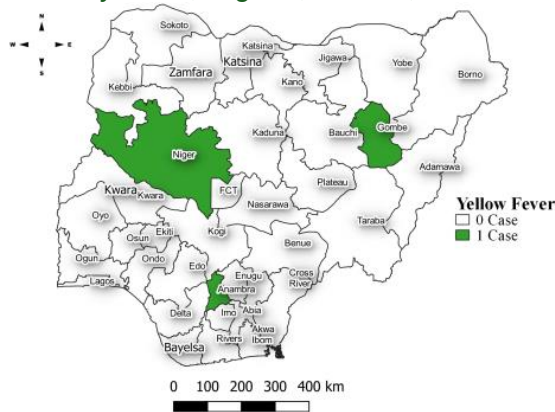 N
W E
S
Sokoto
Katsina
Katsina
Jigawa
Yobe
Borno
Zamfara
Kano
Kebbi
Kaduna
Bauchi
Gombe
Niger
Adamawa
Plateau
FCT
Kwara
Kwara
Nasarawa
Taraba
Oyo
Kogi
Osun
Ekiti
Benue
Ogun
Ondo
Edo
Enugu
Cross
River
Lagos
Anambra
Delta
Imo
Abia
Akwa
Ibom
Bayelsa
Rivers
Yellow Fever
0 Case
1 Case
0 100 200 300 400 km